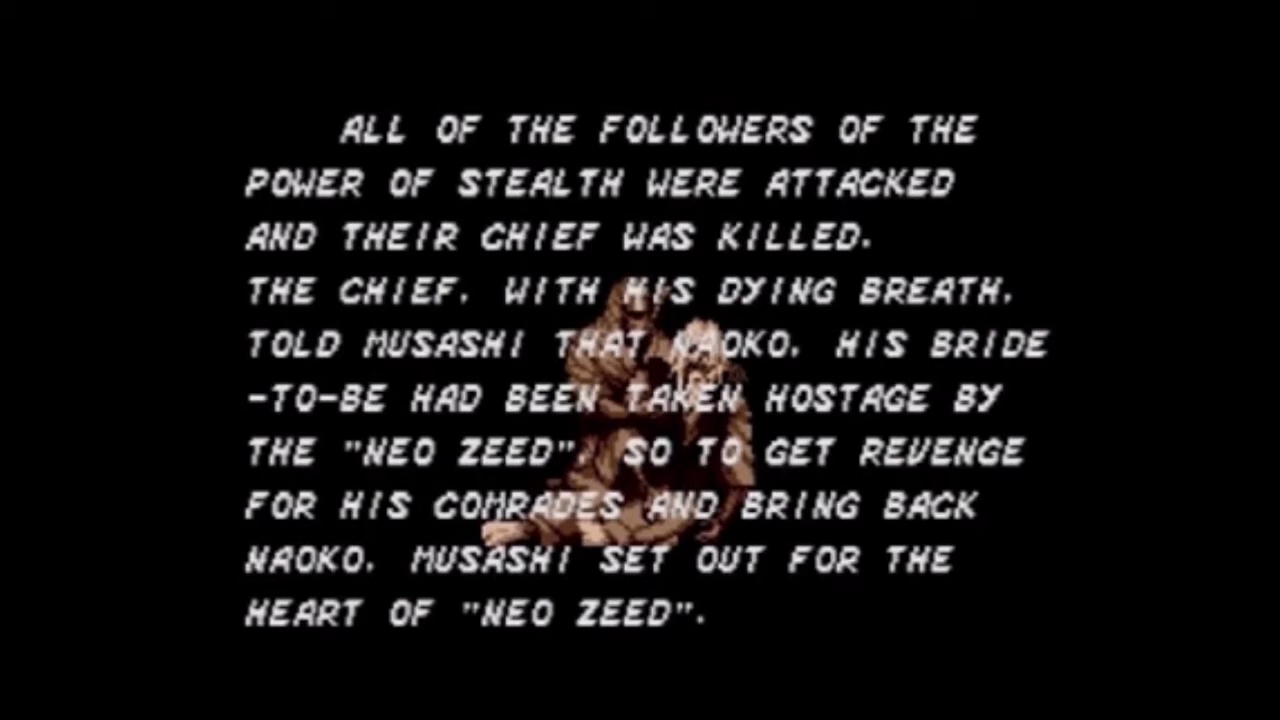 ALL OF THE FOLLOWERS OF THE
POWER OF STEALTH WERE ATTACKED
AND THEIR CHIEF WAS KILLED.
THE CHIEF, WITH HIS DYING BREATH,
TOLD MUSASHI THAT NAOKO, HIS BRIDE
-TO-BE HAD BEEN TAKEN HOSTAGE BY
THE "NEO ZEED". SO TO GET REVENGE
FOR HIS COMRADES AND BRING BACK
NAOKO, MUSASHI SET OUT FOR THE
HEART OF "NEO ZEED".